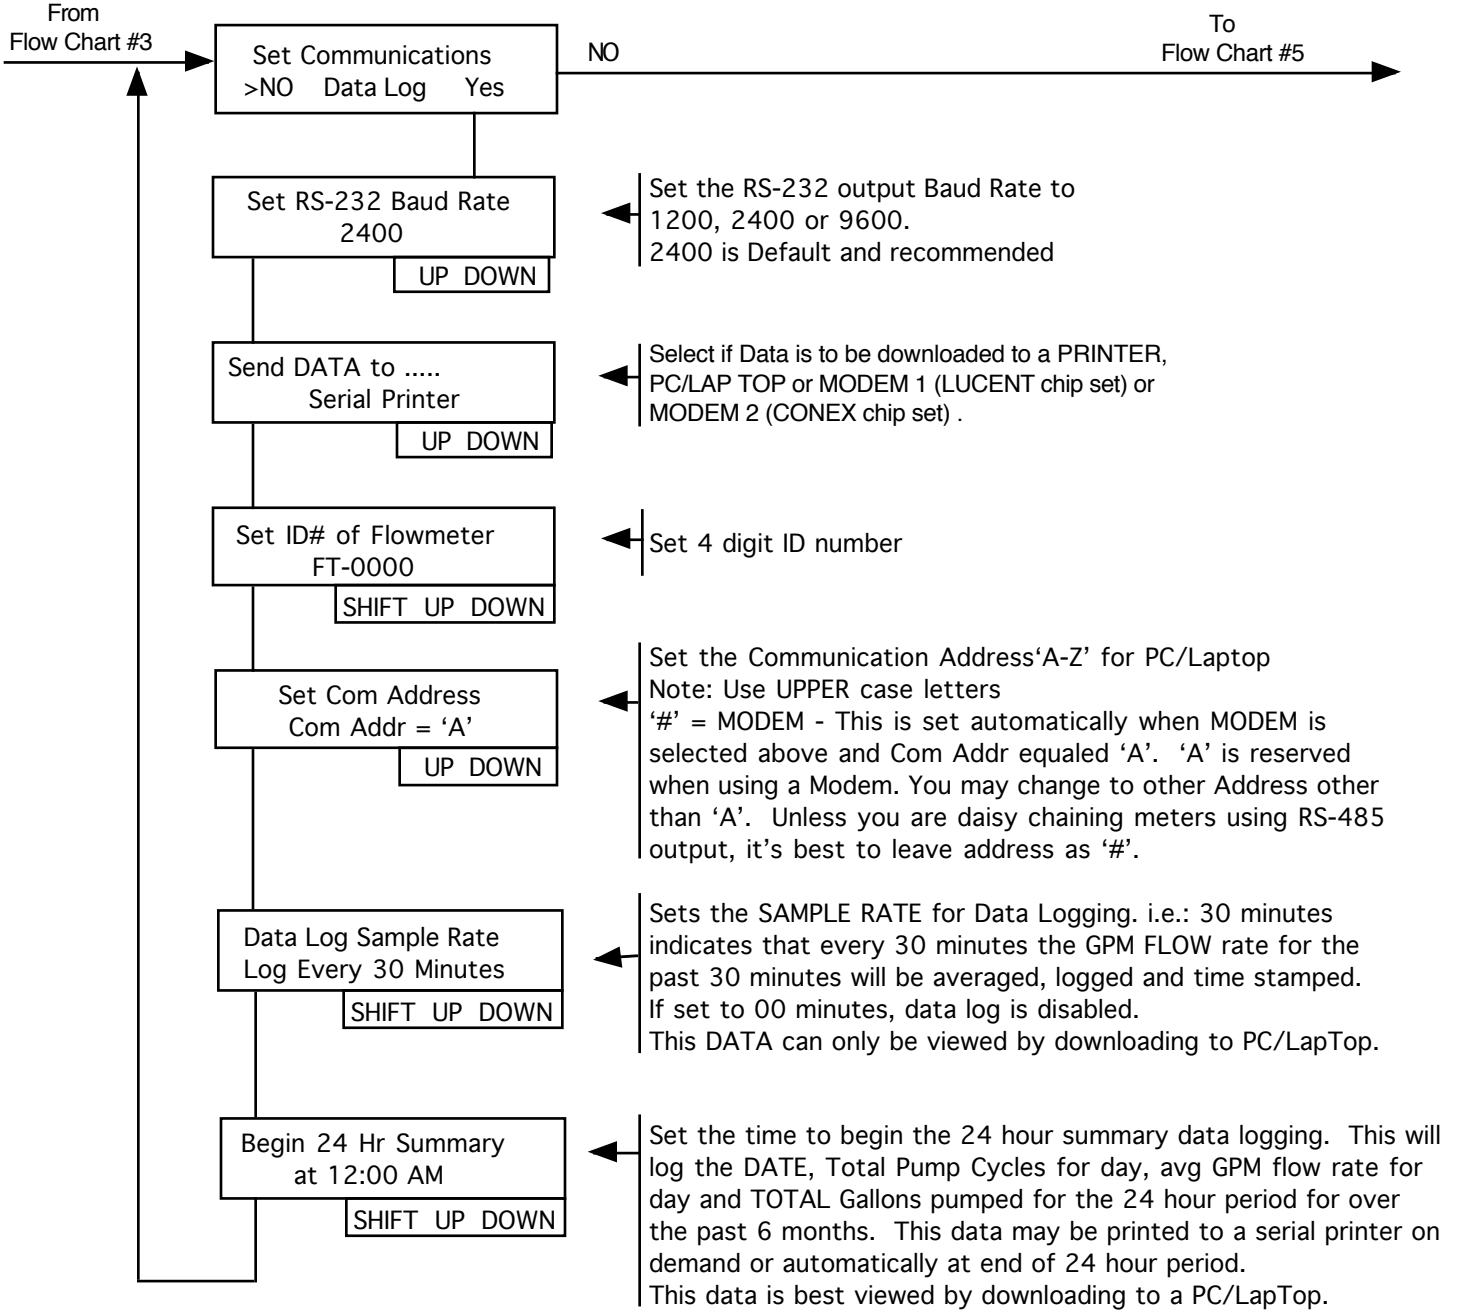 From
Flow Chart #3
Set Communications
>NO Data Log Yes
NO
To
Flow Chart #5
Set RS-232 Baud Rate
2400
UP DOWN
Set the RS-232 output Baud Rate to
1200, 2400 or 9600.
2400 is Default and recommended
Send DATA to .....
Serial Printer
UP DOWN
Select if Data is to be downloaded to a PRINTER,
PC/LAP TOP or MODEM 1 (LUCENT chip set) or
MODEM 2 (CONEX chip set) .
Set ID# of Flowmeter
FT-0000
SHIFT UP DOWN
Set 4 digit ID number
Set Com Address
Com Addr = ‘A’
UP DOWN
Set the Communication Address‘A-Z’ for PC/Laptop
Note: Use UPPER case letters
‘#’ = MODEM - This is set automatically when MODEM is
selected above and Com Addr equaled ‘A’. ‘A’ is reserved
when using a Modem. You may change to other Address other
than ‘A’. Unless you are daisy chaining meters using RS-485
output, it’s best to leave address as ‘#’.
Data Log Sample Rate
Log Every 30 Minutes
SHIFT UP DOWN
Sets the SAMPLE RATE for Data Logging. i.e.: 30 minutes
indicates that every 30 minutes the GPM FLOW rate for the
past 30 minutes will be averaged, logged and time stamped.
If set to 00 minutes, data log is disabled.
This DATA can only be viewed by downloading to PC/LapTop.
Begin 24 Hr Summary
at 12:00 AM
SHIFT UP DOWN
Set the time to begin the 24 hour summary data logging. This will
log the DATE, Total Pump Cycles for day, avg GPM flow rate for
day and TOTAL Gallons pumped for the 24 hour period for over
the past 6 months. This data may be printed to a serial printer on
demand or automatically at end of 24 hour period.
This data is best viewed by downloading to a PC/LapTop.